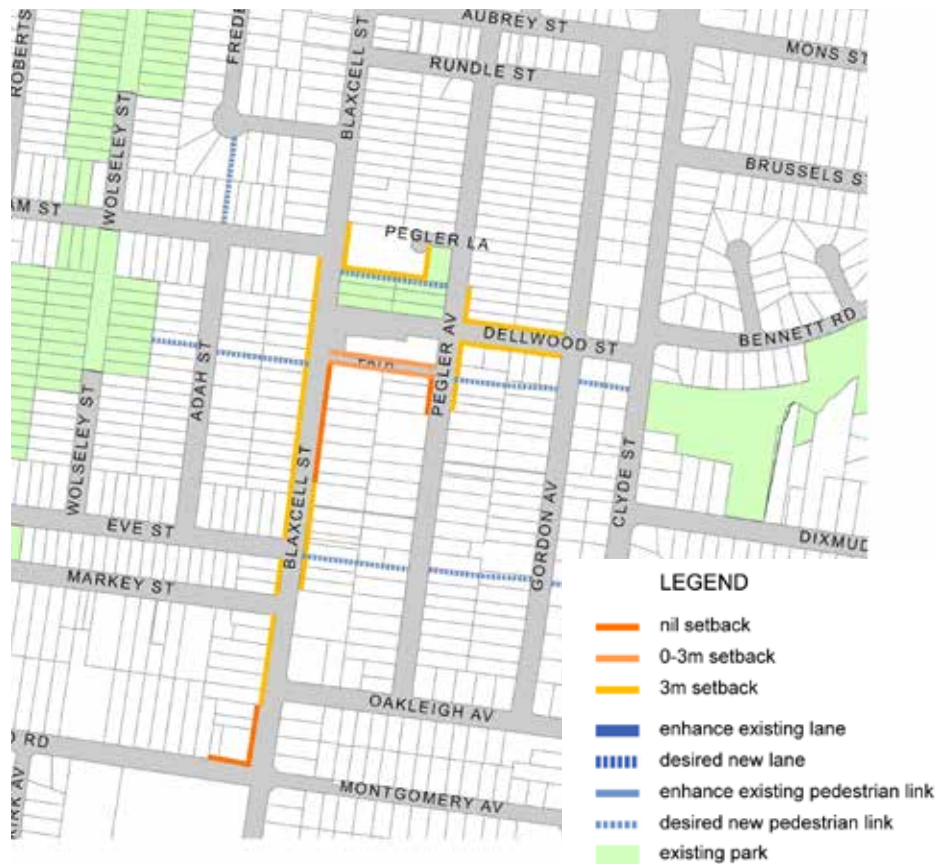 AUBREY ST
MONS ST
ROBERTS
FREDE
BLAXCELL ST
RUNDLE ST
WOLSELEY ST
BRUSSELS S
AM ST
PEGLER LA
DELLWOOD ST
BENNETT RD
PEGLER AV
ADAH ST
WOLSELEY ST
CLYDE ST
BLAXCELL ST
GORDON AV
EVE ST
DIXMUD
MARKEY ST
OAKLEIGH AV
D RD
MONTGOMERY AV
KIRK AV
LEGEND
nil setback
0-3m setback
3m setback
enhance existing lane
desired new lane
enhance existing pedestrian link
desired new pedestrian link
existing park